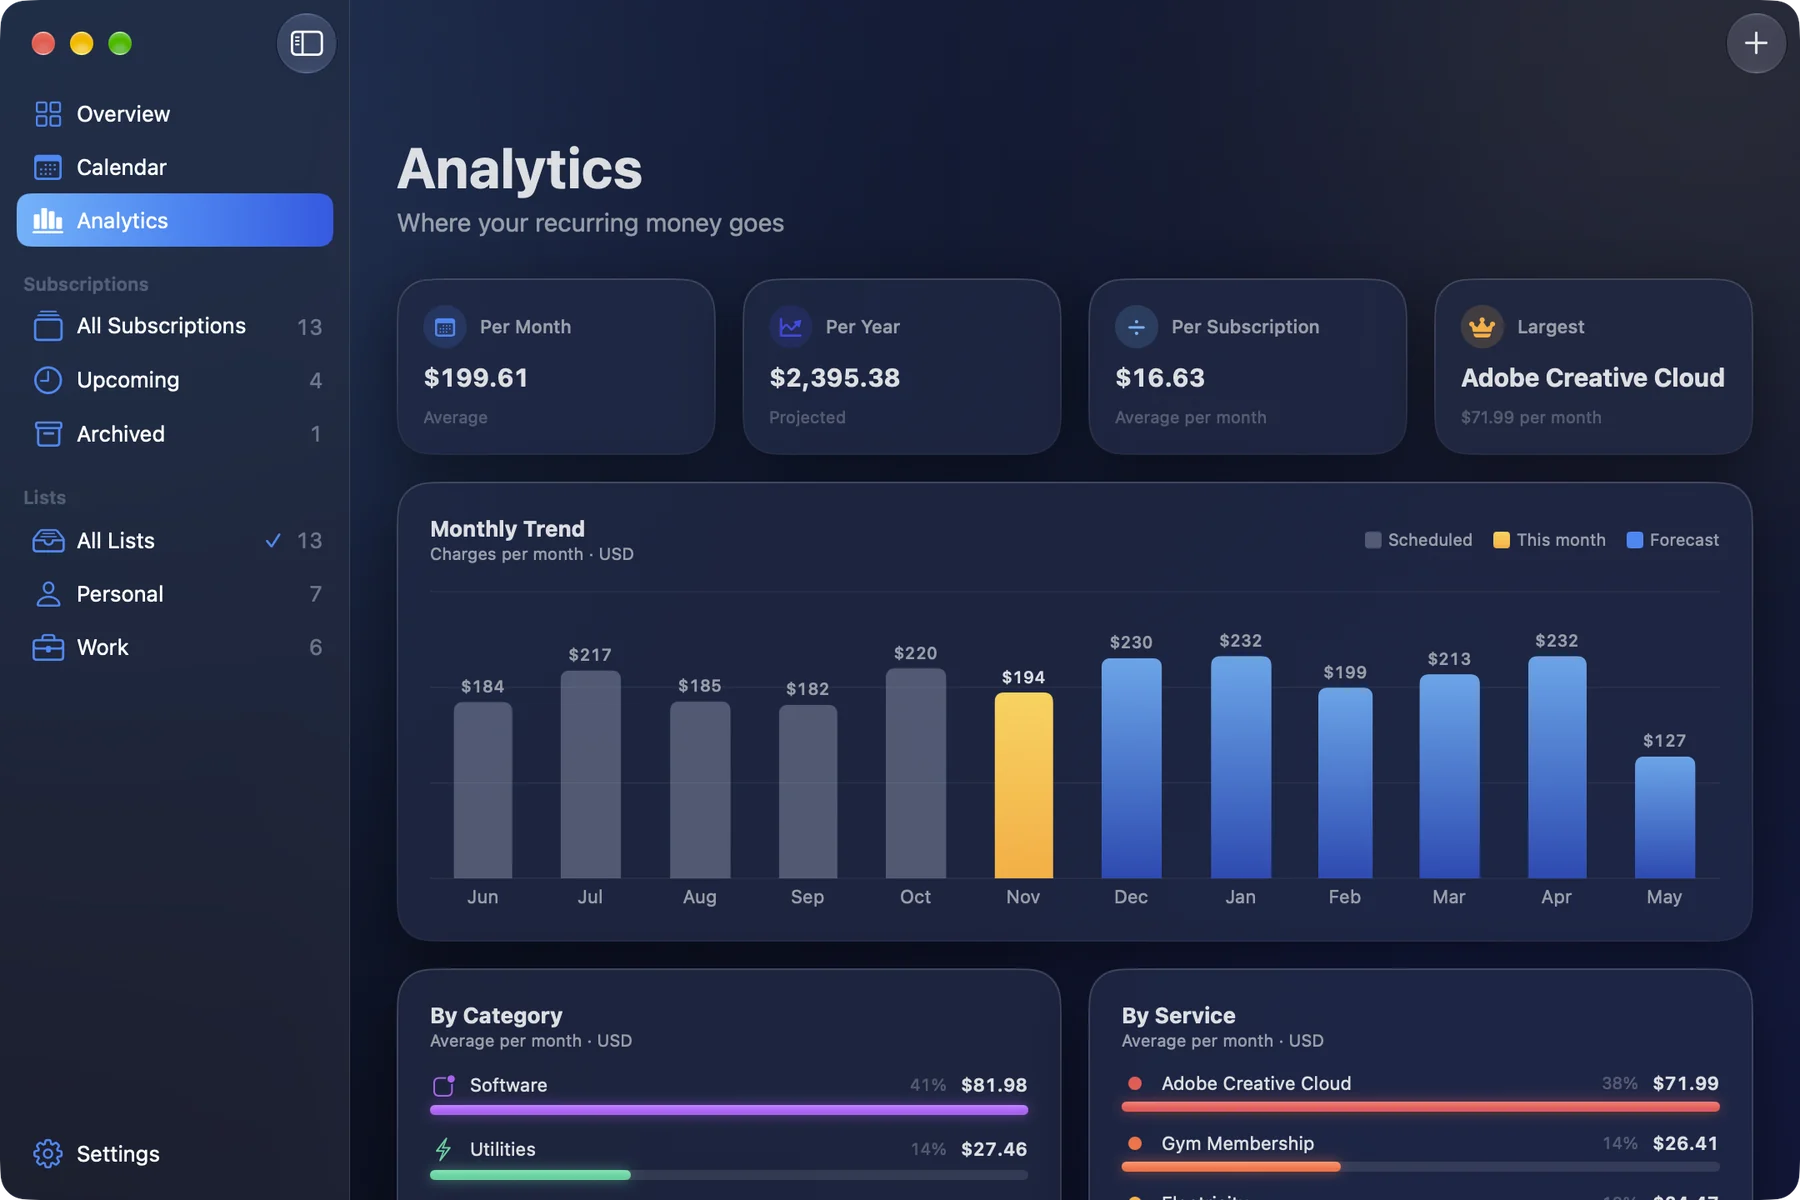 Overview
Calendar
Analytics
Subscriptions
All Subscriptions 13
Upcoming 4
Archived 1
Lists
All Lists 13
Personal 7
Work 6
Settings
Analytics
Where your recurring money goes
Per Month
$199.61
Average
Per Year
$2,395.38
Projected
Per Subscription
$16.63
Average per month
Largest
Adobe Creative Cloud
$71.99 per month
Monthly Trend
Charges per month · USD
Scheduled This month Forecast
$184 $217 $185 $182 $220 $194 $230 $232 $199 $213 $232 $127
Jun Jul Aug Sep Oct Nov Dec Jan Feb Mar Apr May
By Category
Average per month · USD
Software 41% $81.98
Utilities 14% $27.46
By Service
Average per month · USD
Adobe Creative Cloud 38% $71.99
Gym Membership 14% $26.41